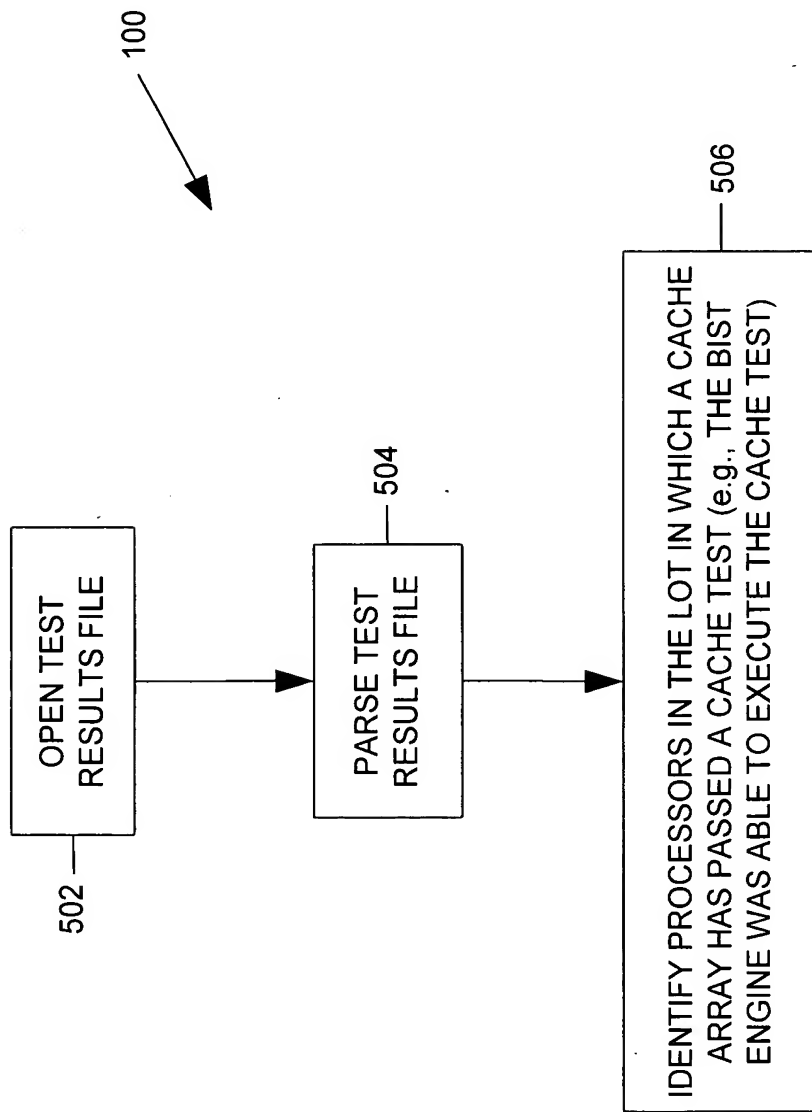 100
OPEN TEST
RESULTS FILE
502
PARSE TEST
RESULTS FILE
504
IDENTIFY PROCESSORS IN THE LOT IN WHICH A CACHE
ARRAY HAS PASSED A CACHE TEST (e.g., THE BIST
ENGINE WAS ABLE TO EXECUTE THE CACHE TEST)
506